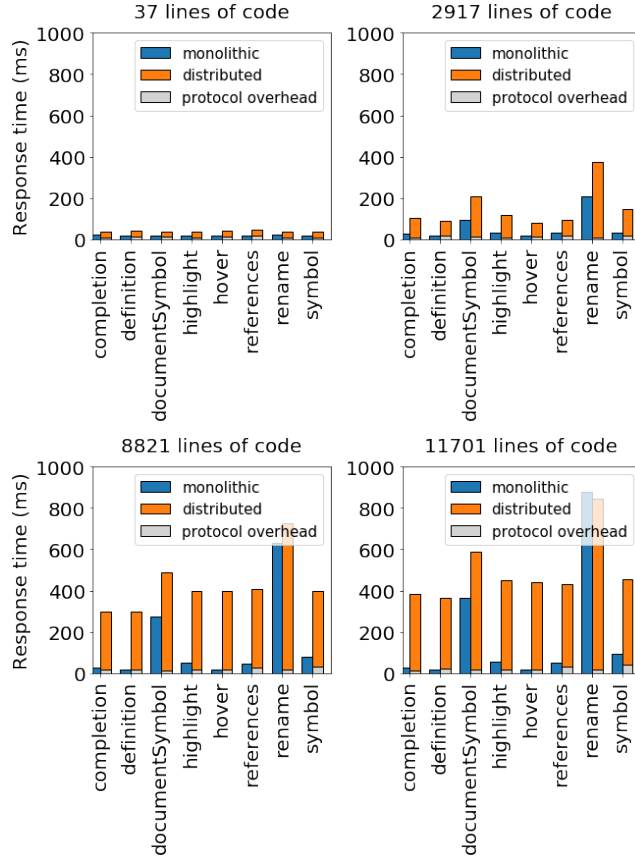 37 lines of code
Response time (ms)
1000
800
600
400
200
0
monolithic
distributed
protocol overhead
completion
definition
documentSymbol
highlight
hover
references
rename
symbol
2917 lines of code
1000
800
600
400
200
0
monolithic
distributed
protocol overhead
completion
definition
documentSymbol
highlight
hover
references
rename
symbol
8821 lines of code
Response time (ms)
1000
800
600
400
200
0
monolithic
distributed
protocol overhead
completion
definition
documentSymbol
highlight
hover
references
rename
symbol
11701 lines of code
1000
800
600
400
200
0
monolithic
distributed
protocol overhead
completion
definition
documentSymbol
highlight
hover
references
rename
symbol